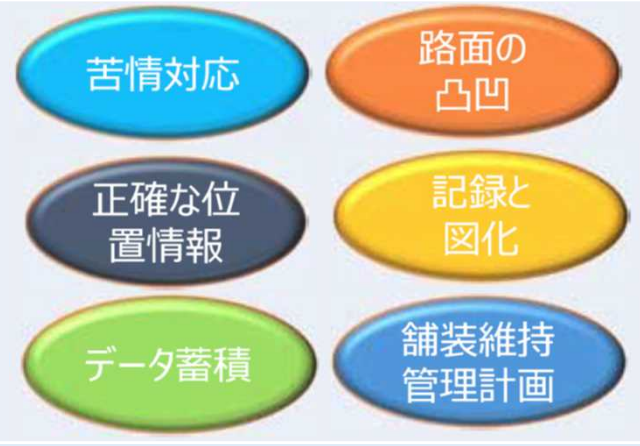 苦情対応
路面の
凸凹
正確な位
置情報
記録と
図化
データ蓄積
舗装維持
管理計画